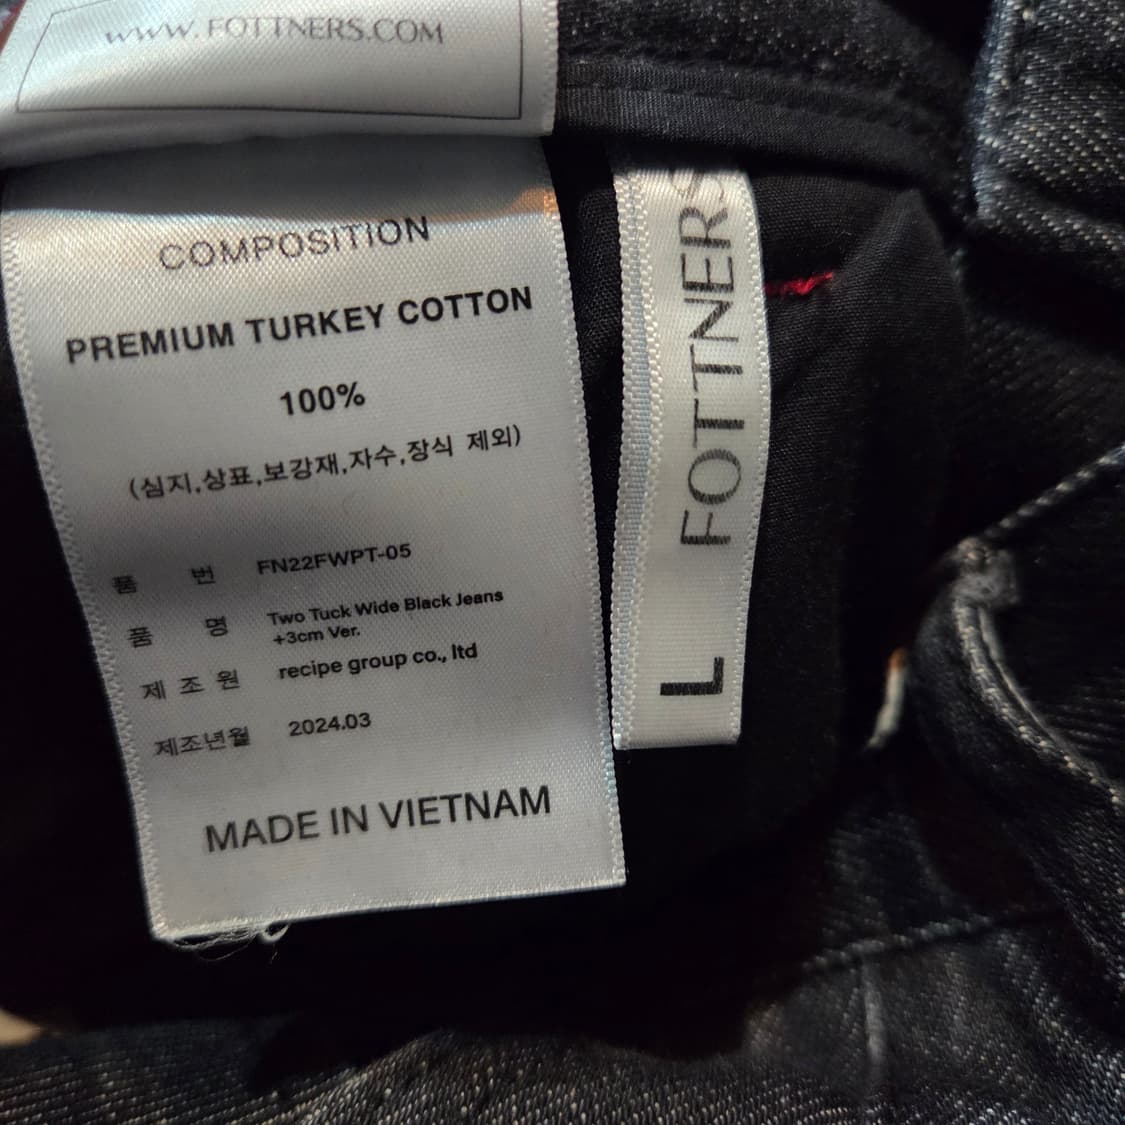 WWW.FOTTNERS.COM
COMPOSITION
PREMIUM TURKEY COTTON
100%
(심지,상표,보강재,자수,장식 제외)
품 번 FN22FWPT-05
품 명 Two Tuck Wide Black Jeans
+3cm Ver.
제 조 원 recipe group co., ltd
제조년월 2024.03
MADE IN VIETNAM
FOTTNERS
L